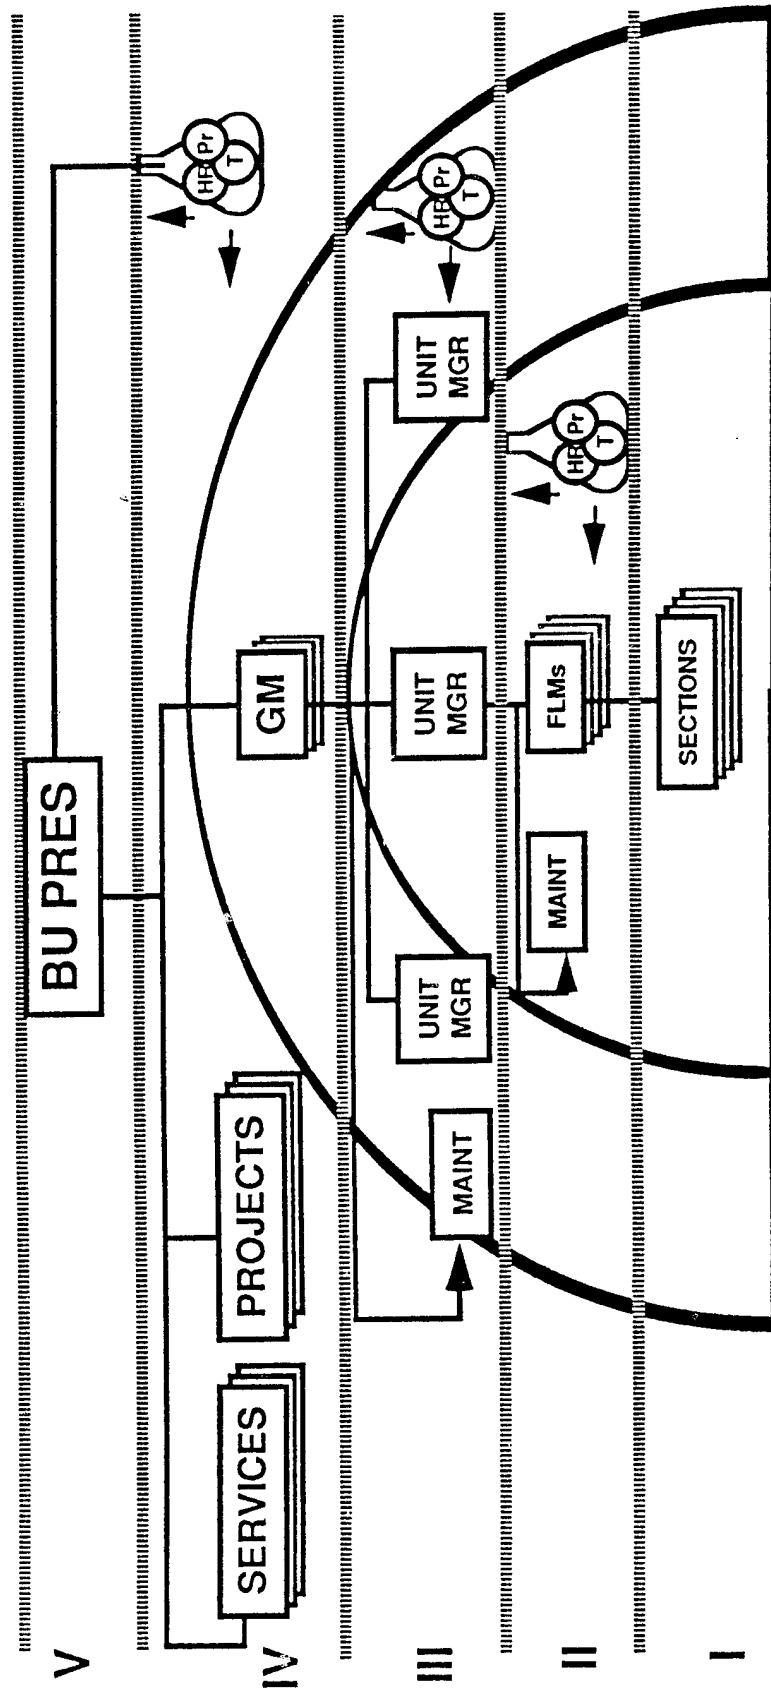 V
BU PRES
IV
SERVICES
PROJECTS
GM
HR
Pr
T
III
MAINT
UNIT
MGR
UNIT
MGR
UNIT
MGR
HR
Pr
T
II
MAINT
FLMs
HR
Pr
T
I
SECTIONS